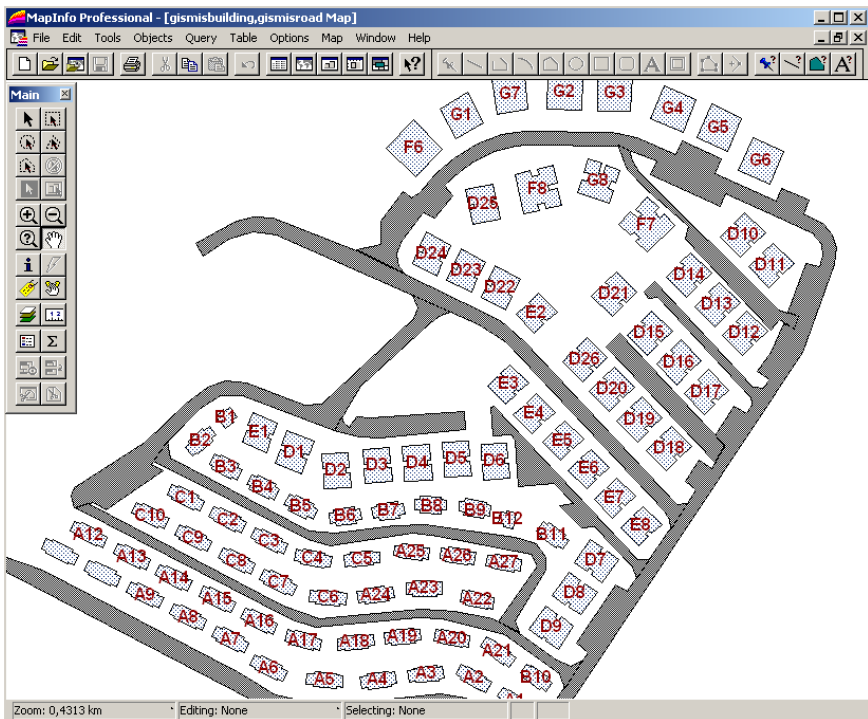 MapInfo Professional - [gismisbuilding,gismisroad Map]
File Edit Tools Objects Query Table Options Map Window Help
Main
G1 G7 G2 G3 G4 G5 G6
F6
D25 F8 G8 F7
D10 D11
D24 D23 D22 E2
D21 D14 D13 D12
D15 D16 D17
D26 D20 D19 D18
E3 E4 E5 E6 E7 E8
B1 B2 E1 D1 D2 D3 D4 D5 D6
B3 B4 B5 B6 B7 B8 B9 B12 B11
D7 D8 D9
C1 C2 C3 C4 C5 A25 A26 A27
C10 C9 C8 C7 C6 A24 A23 A22
A12 A13 A14 A15 A16 A17 A18 A19 A20 A21 B10
A9 A8 A7 A6 A5 A4 A3 A2
Zoom: 0,4313 km Editing: None Selecting: None